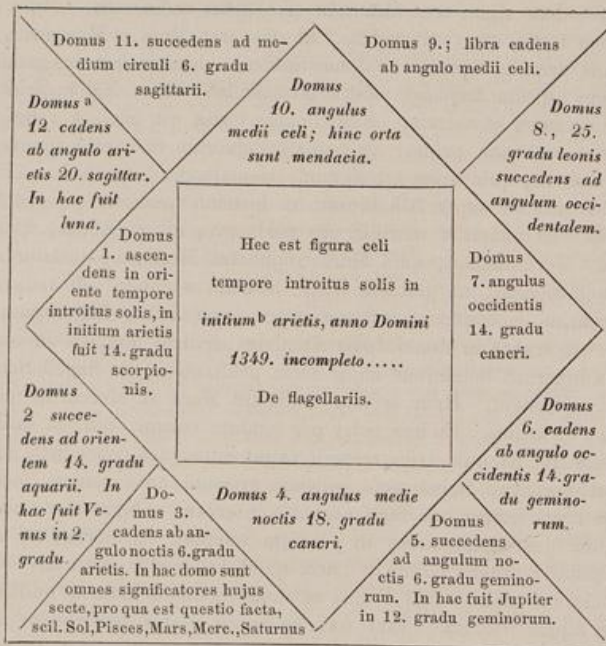 Domus 11. succedens ad me-
dium circuli 6. gradu
sagittarii.
Domus 9.; libra cadens
ab angulo medii celi.
Domus
10. angulus
medii celi; hinc orta
sunt mendacia.
Domus a
12 cadens
ab angulo ari-
etis 20. sagittar.
In hac fuit
luna.
Domus
8., 25.
gradu leonis
succedens ad
angulum occi-
dentalem.
Domus
1. ascen-
dens in ori-
ente tempore
introitus solis, in
initium arietis
fuit 14. gradu
scorpio-
nis.
Hec est figura celi
tempore introitus solis in
initium b arietis, anno Domini
1349. incompleto.....
De flagellariis.
Domus
7. angulus
occidentis
14. gradu
cancri.
Domus
2 succe-
dens ad orien-
tem 14. gradu
aquarii. In
hac fuit Ve-
nus in 2.
gradu.
Do-
mus 3.
cadens ab an-
gulo noctis 6. gradu
arietis. In hac domo sunt
omnes significatores hujus
secte, pro qua est questio facta,
scil. Sol, Pisces, Mars, Merc., Saturnus
Domus 4. angulus medie
noctis 18. gradu
cancri.
Domus
5. succedens
ad angulum no-
ctis 6. gradu gemino-
rum. In hac fuit Jupiter
in 12. gradu geminorum.
Domus
6. cadens
ab angulo oc-
cidentis 14. gra-
du gemino-
rum.